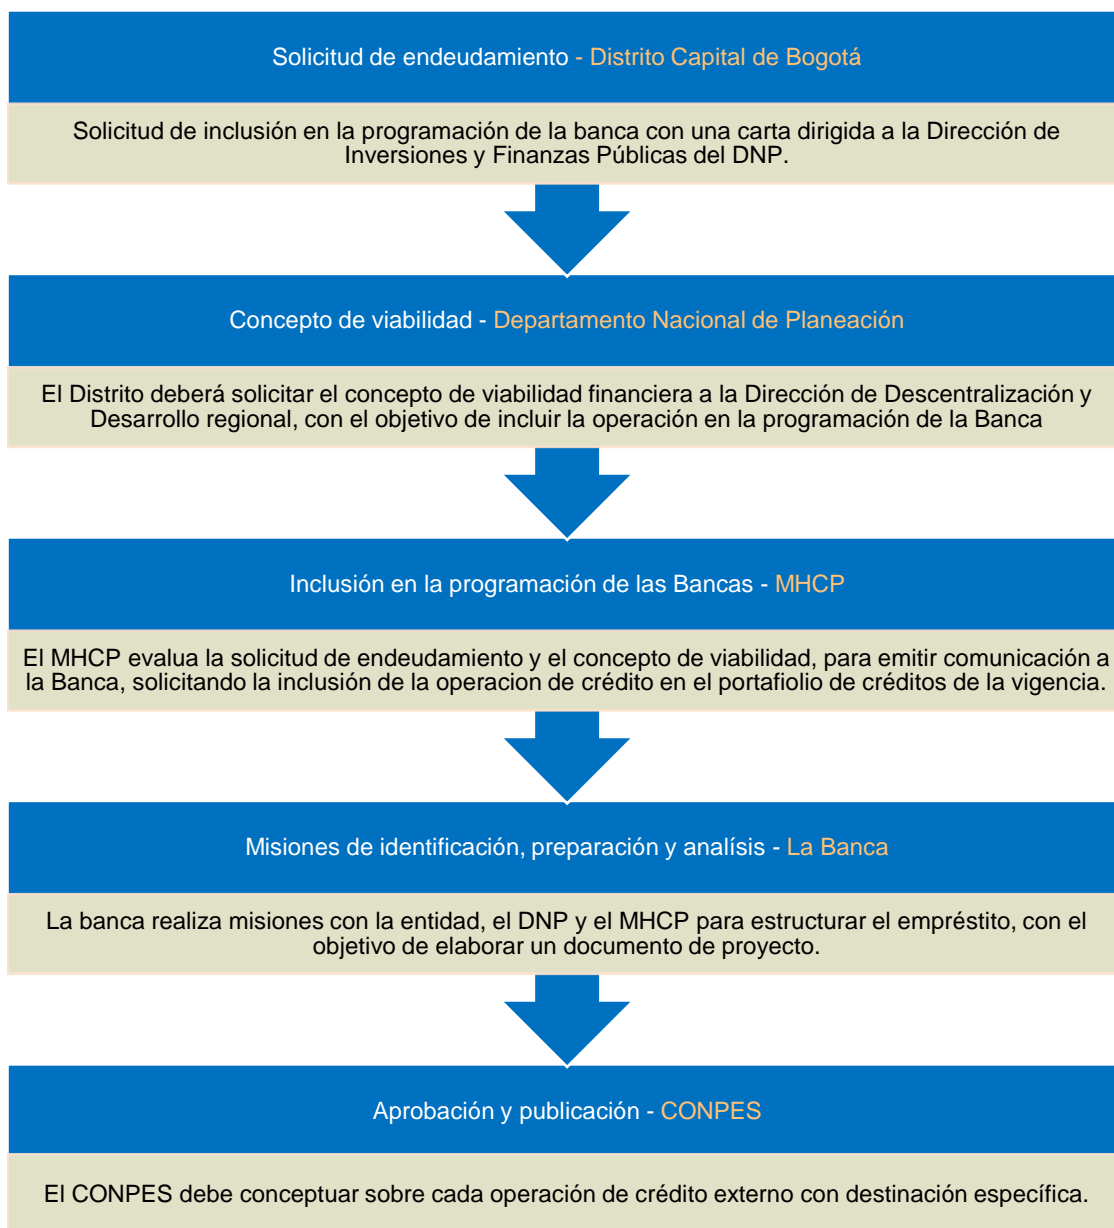 Solicitud de endeudamiento - Distrito Capital de Bogotá
Solicitud de inclusión en la programación de la banca con una carta dirigida a la Dirección de
Inversiones y Finanzas Públicas del DNP.
Concepto de viabilidad - Departamento Nacional de Planeación
El Distrito deberá solicitar el concepto de viabilidad financiera a la Dirección de Descentralización y
Desarrollo regional, con el objetivo de incluir la operación en la programación de la Banca
Inclusión en la programación de las Bancas - MHCP
El MHCP evalua la solicitud de endeudamiento y el concepto de viabilidad, para emitir comunicación a
la Banca, solicitando la inclusión de la operacion de crédito en el portafiolio de créditos de la vigencia.
Misiones de identificación, preparación y analísis - La Banca
La banca realiza misiones con la entidad, el DNP y el MHCP para estructurar el empréstito, con el
objetivo de elaborar un documento de proyecto.
Aprobación y publicación - CONPES
El CONPES debe conceptuar sobre cada operación de crédito externo con destinación específica.